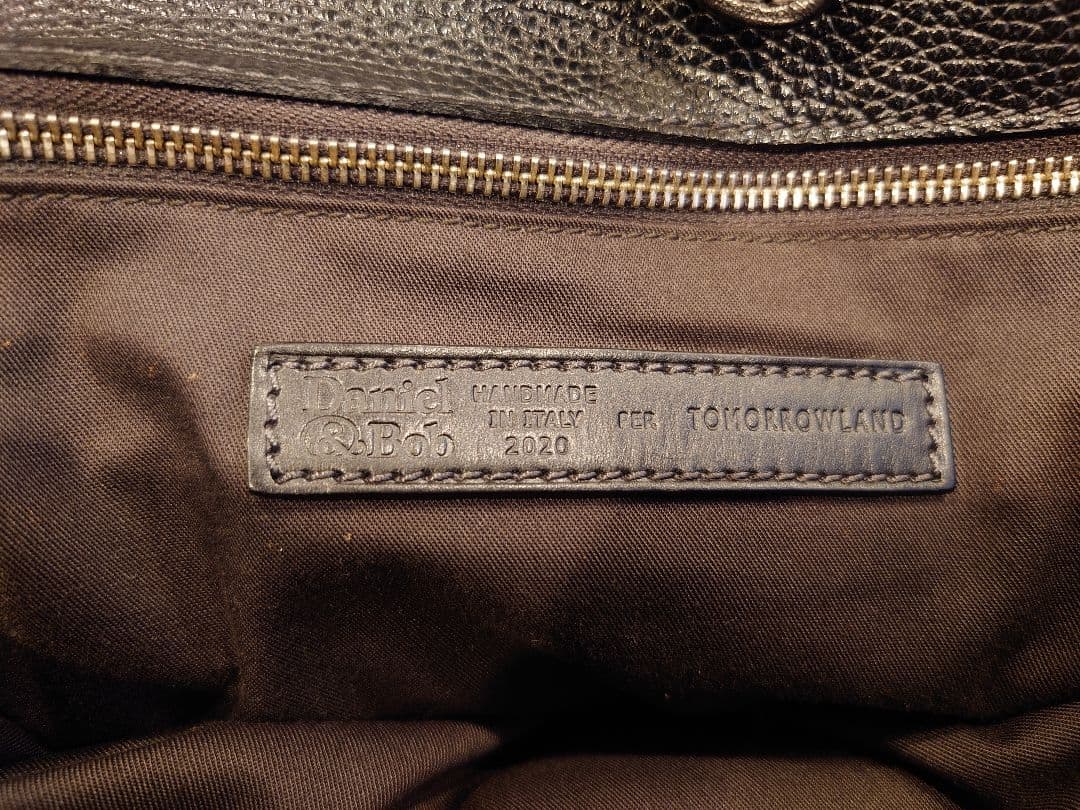 Daniel
& Bob
HANDMADE
IN ITALY
2020
PER TOMORROWLAND